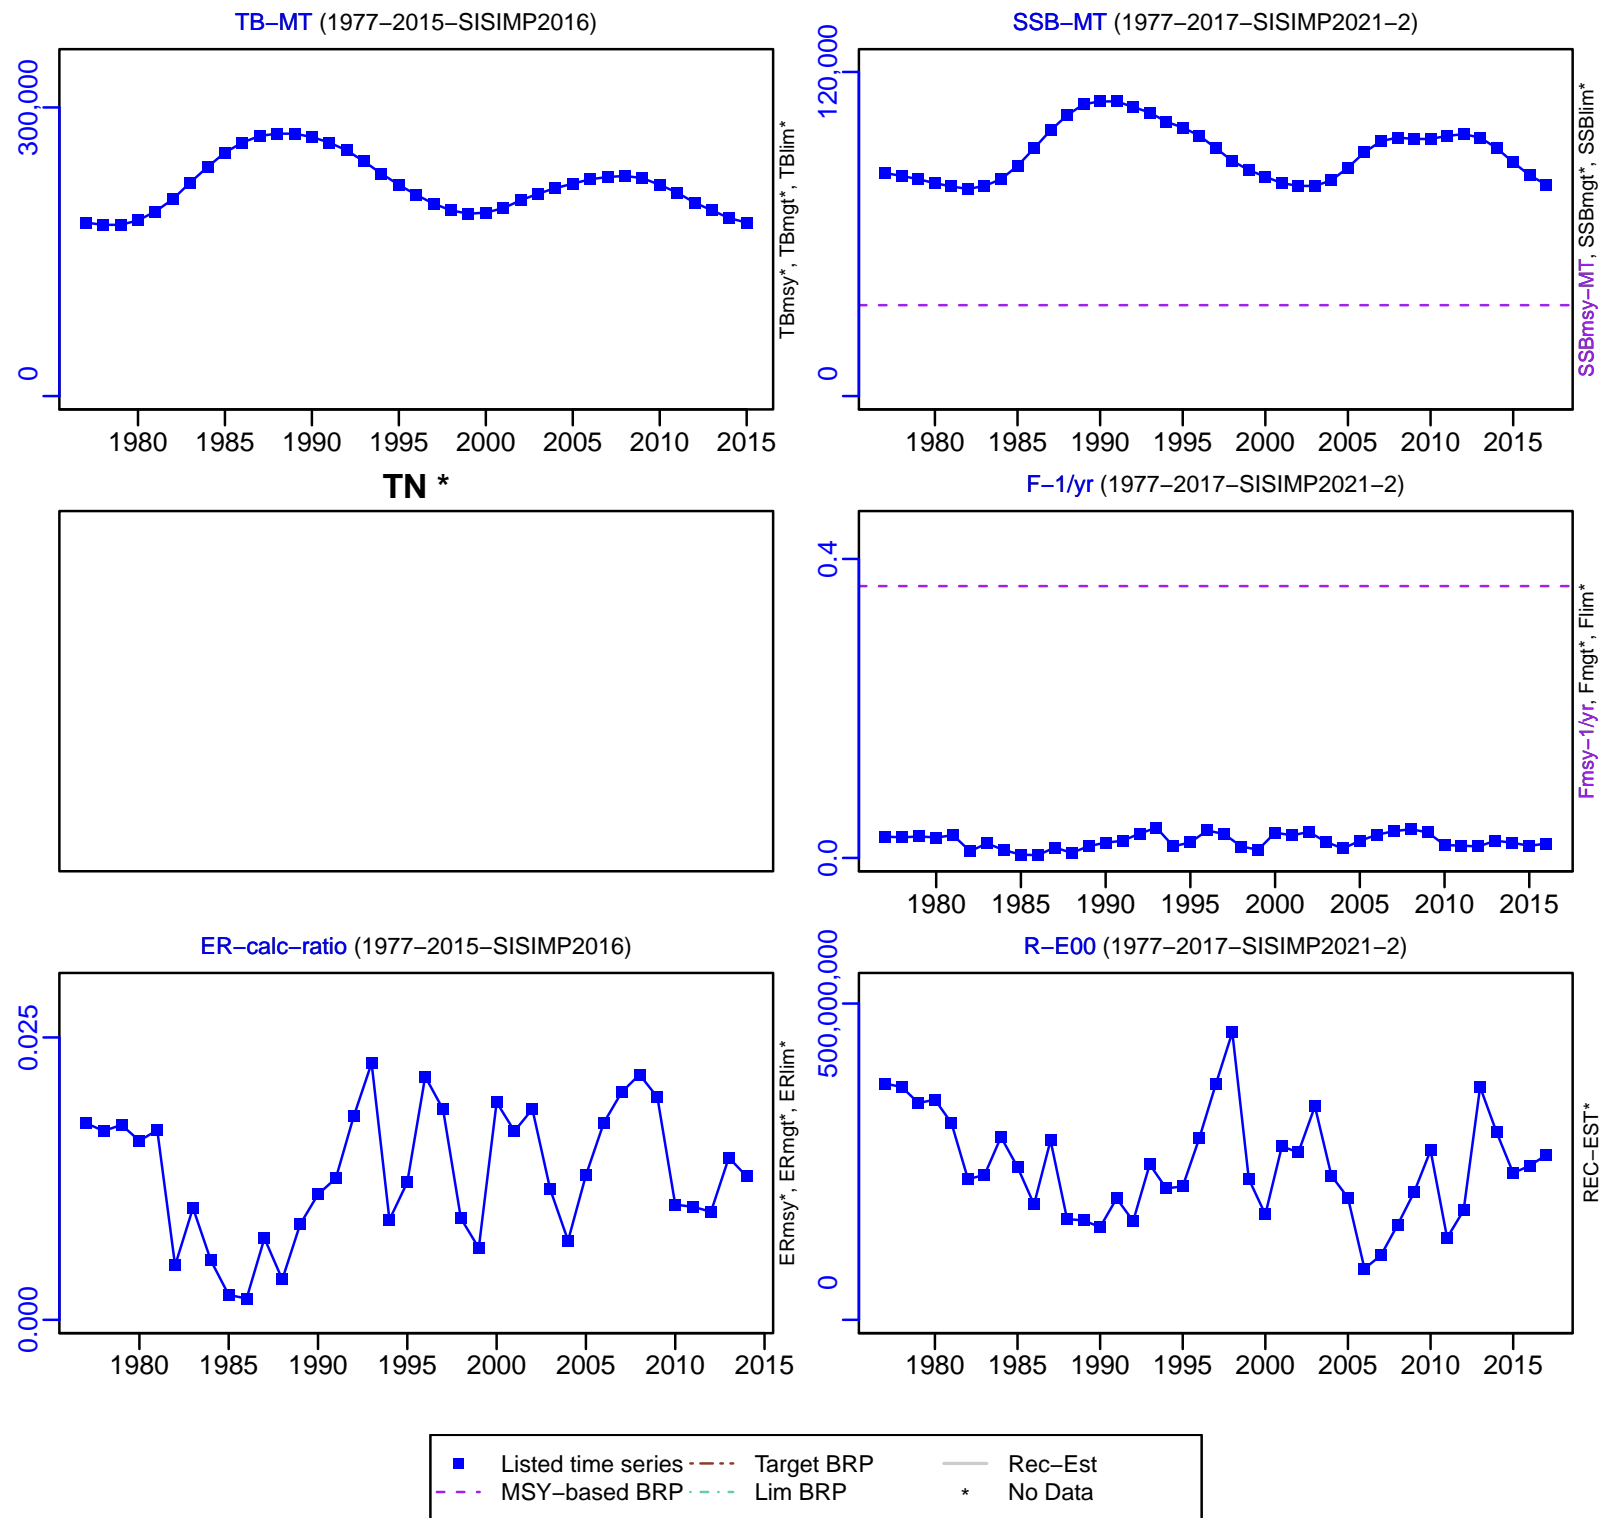 TB−MT (1977−2015−SISIMP2016)
300,000
0
1980 1985 1990 1995 2000 2005 2010 2015
TBmsy*, TBmgt*, TBlim*
SSB−MT (1977−2017−SISIMP2021−2)
120,000
0
1980 1985 1990 1995 2000 2005 2010 2015
SSBmsy−MT, SSBmgt*, SSBlim*
TN *
F−1/yr (1977−2017−SISIMP2021−2)
0.4
0.0
1980 1985 1990 1995 2000 2005 2010 2015
Fmsy−1/yr, Fmgt*, Flim*
ER−calc−ratio (1977−2015−SISIMP2016)
0.025
0.000
1980 1985 1990 1995 2000 2005 2010 2015
ERmsy*, ERmgt*, ERlim*
R−E00 (1977−2017−SISIMP2021−2)
500,000,000
0
1980 1985 1990 1995 2000 2005 2010 2015
REC−EST*
Listed time series Target BRP Rec−Est
MSY−based BRP Lim BRP * No Data